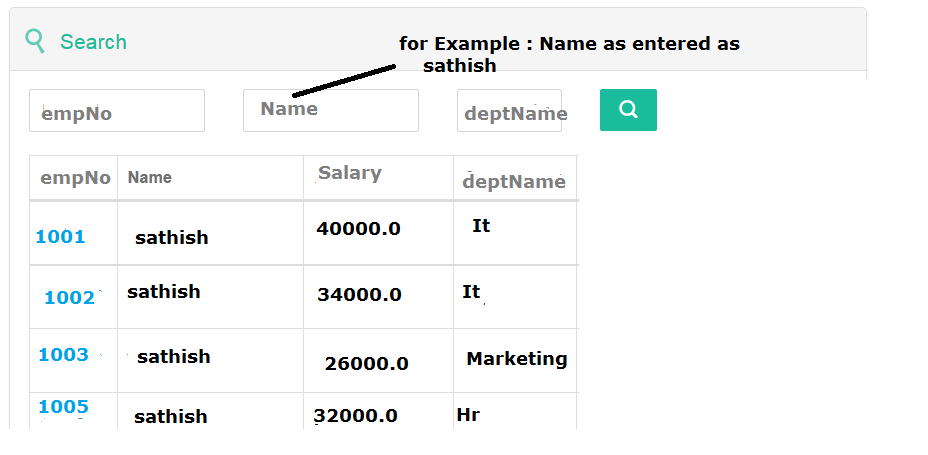 Search
for Example : Name as entered as
sathish
empNo Name deptName
empNo Name Salary deptName
1001 sathish 40000.0 It
1002 sathish 34000.0 It
1003 sathish 26000.0 Marketing
1005 sathish 32000.0 Hr